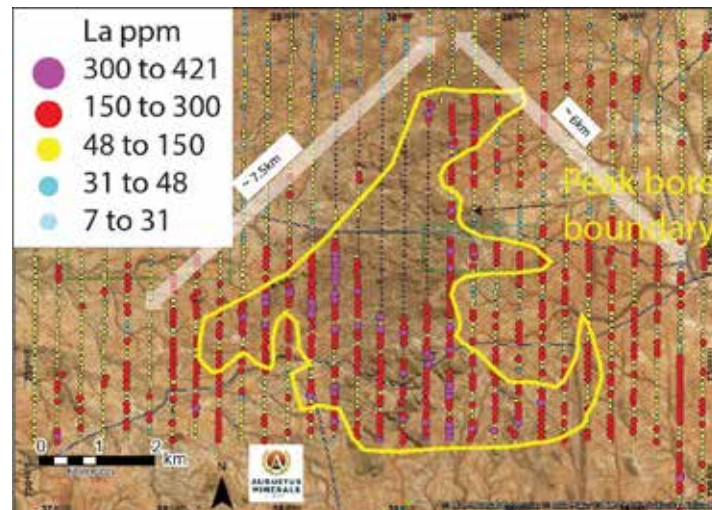 La ppm
300 to 421
150 to 300
48 to 150
31 to 48
7 to 31
~ 7.5km
~ 6km
Peak bore
boundary
0 1 2
km
N
AUGUSTUS
MINERALS